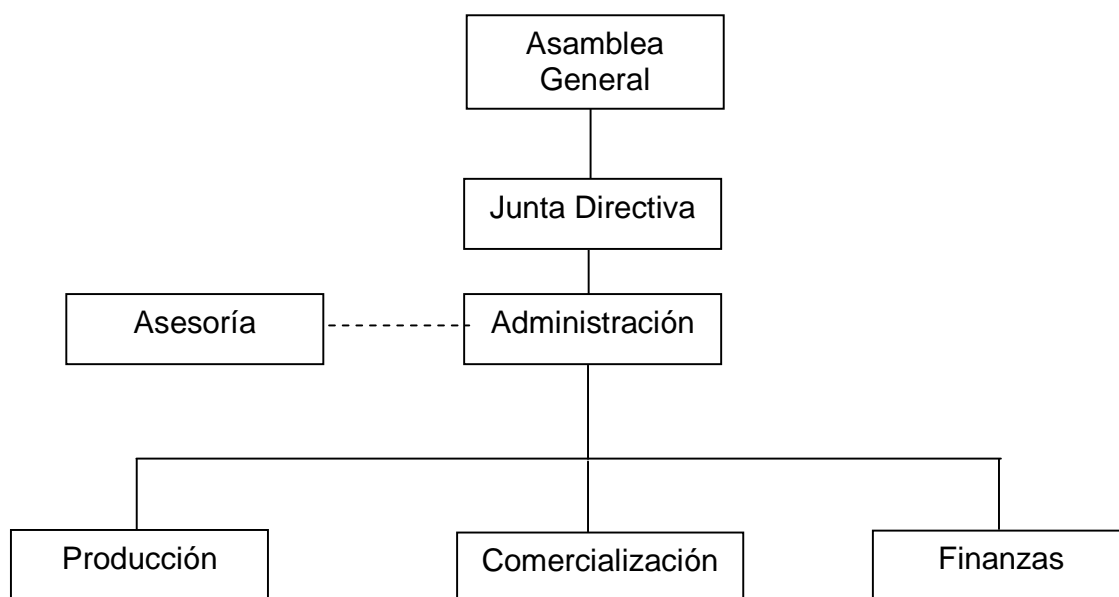 Asamblea
General
Junta Directiva
Asesoría
Administración
Producción
Comercialización
Finanzas